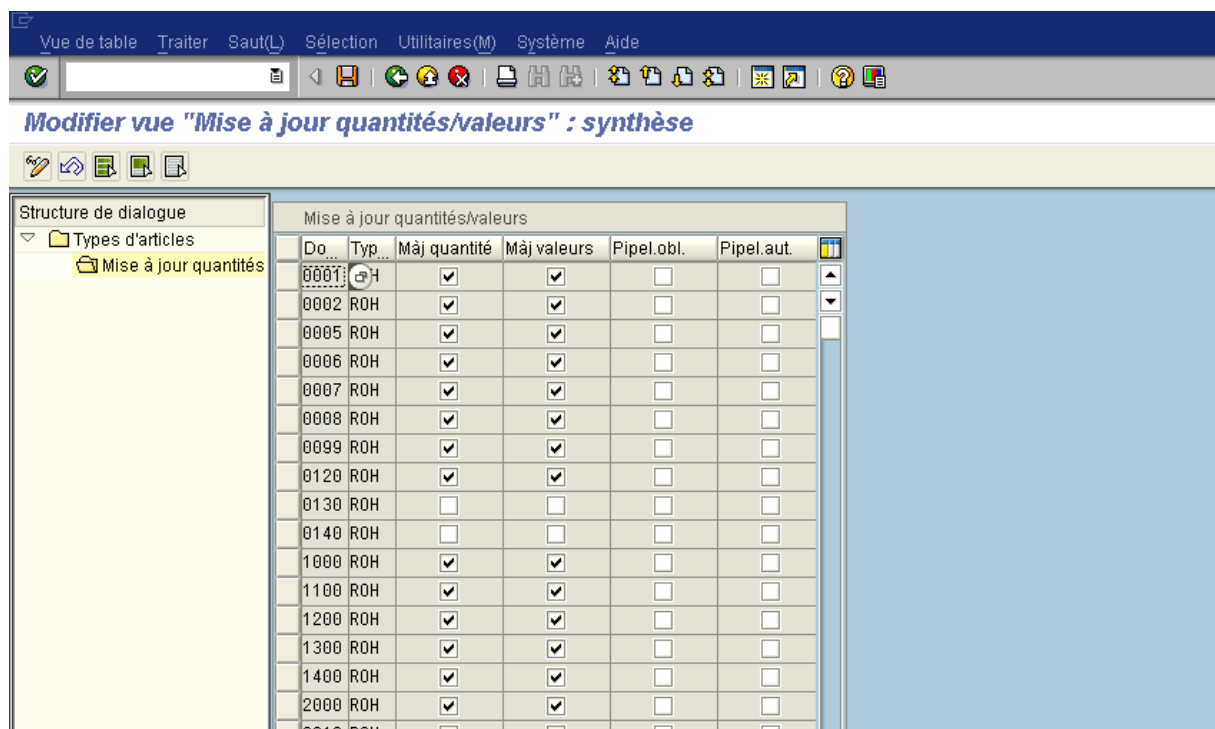 Vue de table Traiter Saut(L) Sélection Utilitaires(M) Système Aide
Modifier vue "Mise à jour quantités/valeurs" : synthèse
Structure de dialogue
Types d'articles
Mise à jour quantités
Mise à jour quantités/valeurs
Do... Typ... Màj quantité Màj valeurs Pipel.obl. Pipel.aut.
0001 H
0002 ROH
0005 ROH
0006 ROH
0007 ROH
0008 ROH
0099 ROH
0120 ROH
0130 ROH
0140 ROH
1000 ROH
1100 ROH
1200 ROH
1300 ROH
1400 ROH
2000 ROH